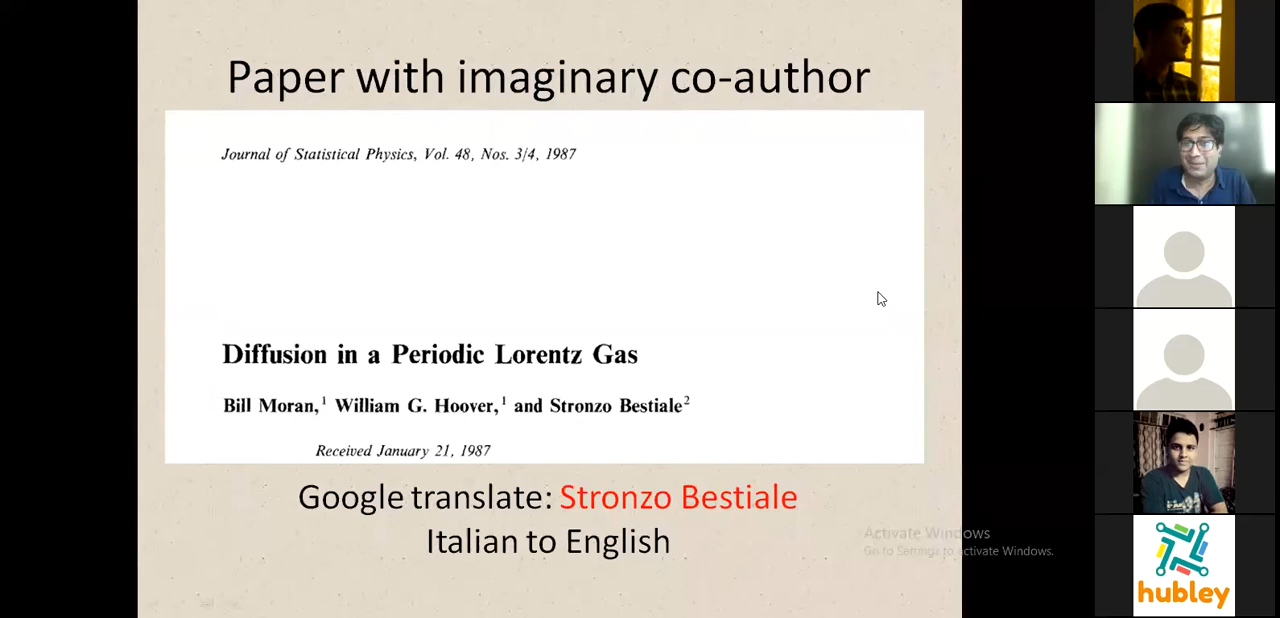 Paper with imaginary co-author
Journal of Statistical Physics, Vol. 48, Nos. 3/4, 1987
Diffusion in a Periodic Lorentz Gas
Bill Moran,¹ William G. Hoover,¹ and Stronzo Bestiale²
Received January 21, 1987
Google translate: Stronzo Bestiale
Italian to English
Activate Windows
Go to Settings to activate Windows.
hubley